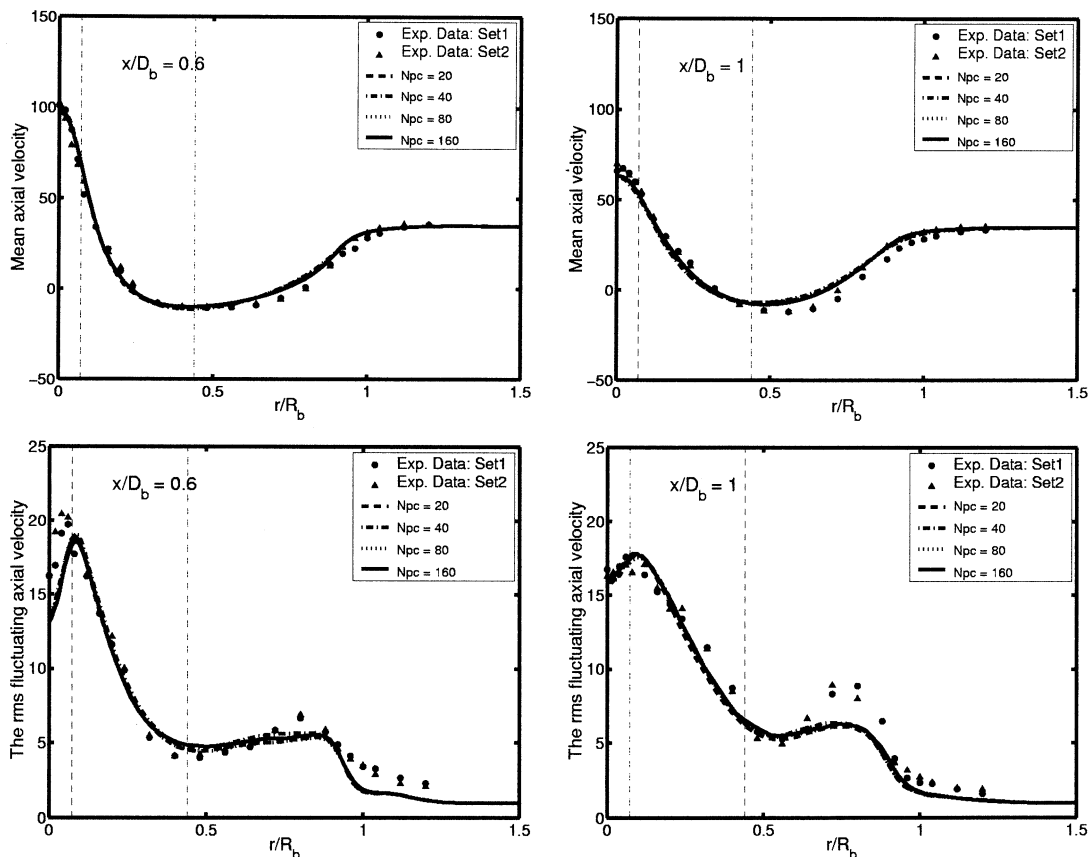 150
100
50
0
−50
Mean axial velocity
x/D_b = 0.6
Exp. Data: Set1
Exp. Data: Set2
Npc = 20
Npc = 40
Npc = 80
Npc = 160
0
0.5
1
1.5
r/R_b
150
100
50
0
−50
Mean axial velocity
x/D_b = 1
Exp. Data: Set1
Exp. Data: Set2
Npc = 20
Npc = 40
Npc = 80
Npc = 160
0
0.5
1
1.5
r/R_b
25
20
15
10
5
0
The rms fluctuating axial velocity
x/D_b = 0.6
Exp. Data: Set1
Exp. Data: Set2
Npc = 20
Npc = 40
Npc = 80
Npc = 160
0
0.5
1
1.5
r/R_b
25
20
15
10
5
0
The rms fluctuating axial velocity
x/D_b = 1
Exp. Data: Set1
Exp. Data: Set2
Npc = 20
Npc = 40
Npc = 80
Npc = 160
0
0.5
1
1.5
r/R_b